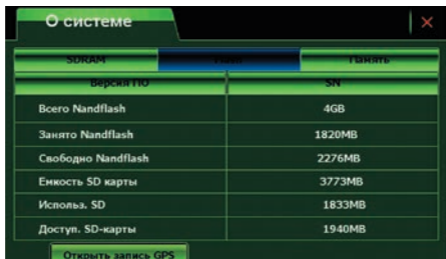 О системе
SDRAM Flash Память
Версия ПО SN
Всего Nandflash 4GB
Занято Nandflash 1820MB
Свободно Nandflash 2276MB
Емкость SD карты 3773MB
Использ. SD 1833MB
Доступ. SD-карты 1940MB
Открыть запись GPS